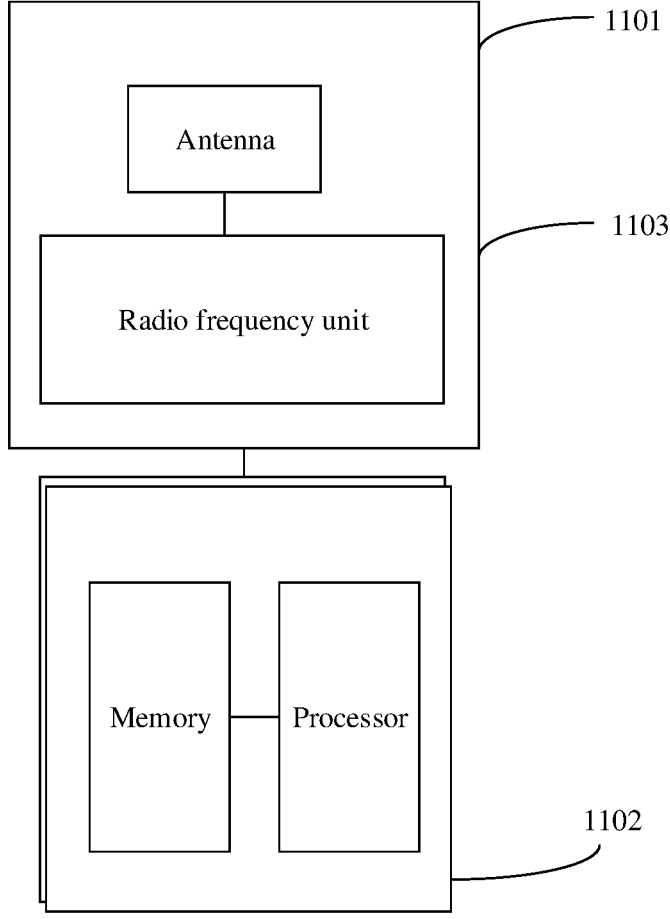 1101
Antenna
1103
Radio frequency unit
Memory
Processor
1102